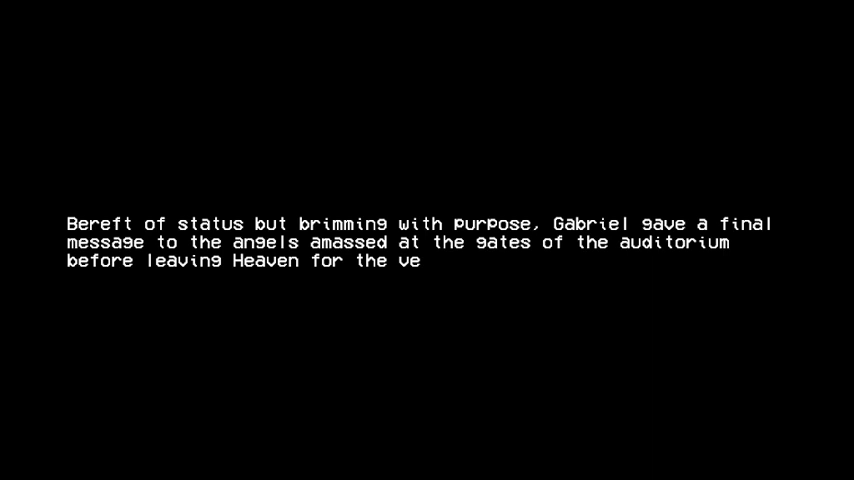 Bereft of status but brimming with purpose, Gabriel gave a final
message to the angels amassed at the gates of the auditorium
before leaving Heaven for the ve